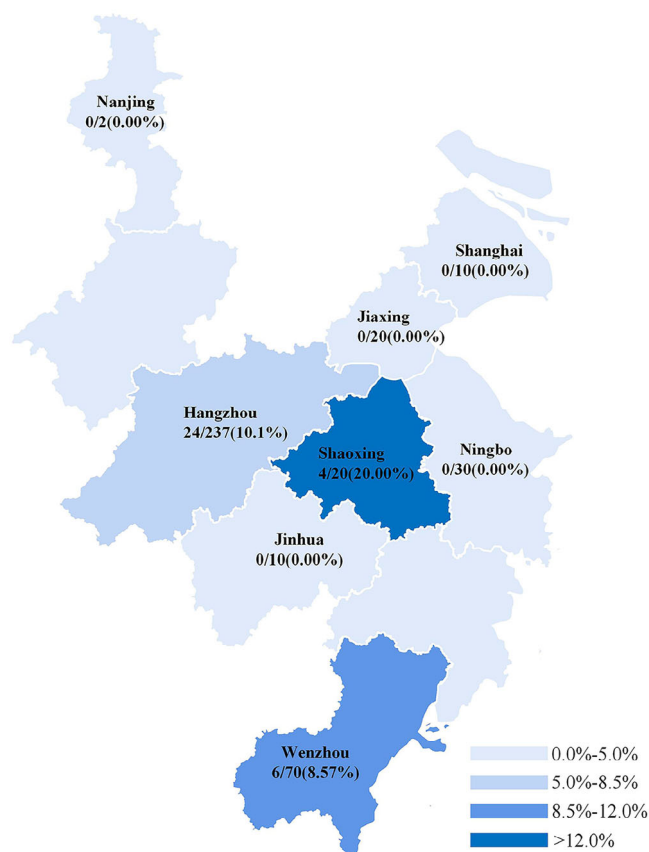 Nanjing
0/2(0.00%)
Shanghai
0/10(0.00%)
Jiaxing
0/20(0.00%)
Hangzhou
24/237(10.1%)
Shaoxing
4/20(20.00%)
Ningbo
0/30(0.00%)
Jinhua
0/10(0.00%)
Wenzhou
6/70(8.57%)
0.0%-5.0%
5.0%-8.5%
8.5%-12.0%
>12.0%